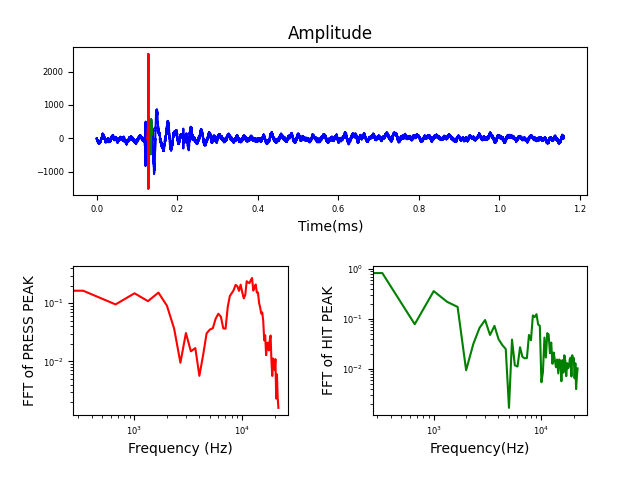 Amplitude
2000
1000
0
−1000
0.0 0.2 0.4 0.6 0.8 1.0 1.2
Time(ms)
FFT of PRESS PEAK
10⁻¹
10⁻²
10³ 10⁴
Frequency (Hz)
FFT of HIT PEAK
10⁰
10⁻¹
10⁻²
10³ 10⁴
Frequency(Hz)